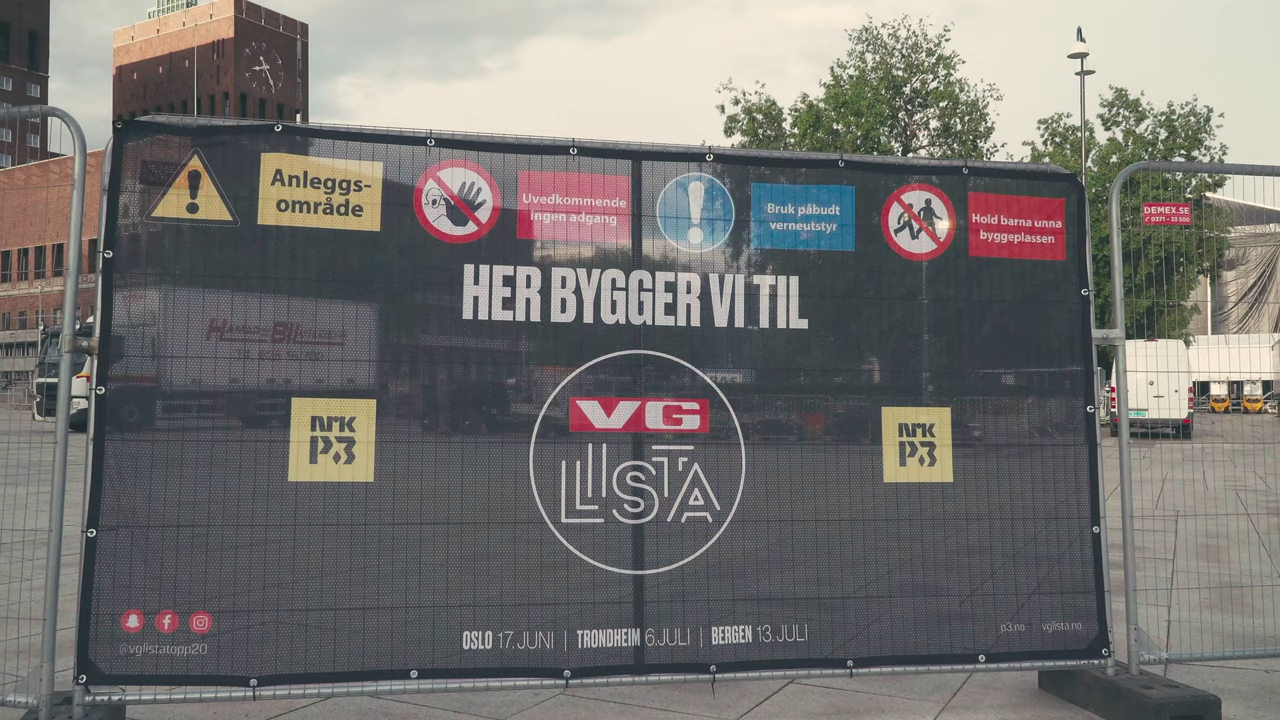 Anleggs-
område
Uvedkommende
ingen adgang
Bruk påbudt
verneutstyr
Hold barna unna
byggeplassen
DEMEX.SE
HER BYGGER VI TIL
NRK
P3
VG
LISTA
NRK
P3
@vglistatopp20
OSLO 17. JUNI | TRONDHEIM 6. JULI | BERGEN 13. JULI
p3.no vglista.no